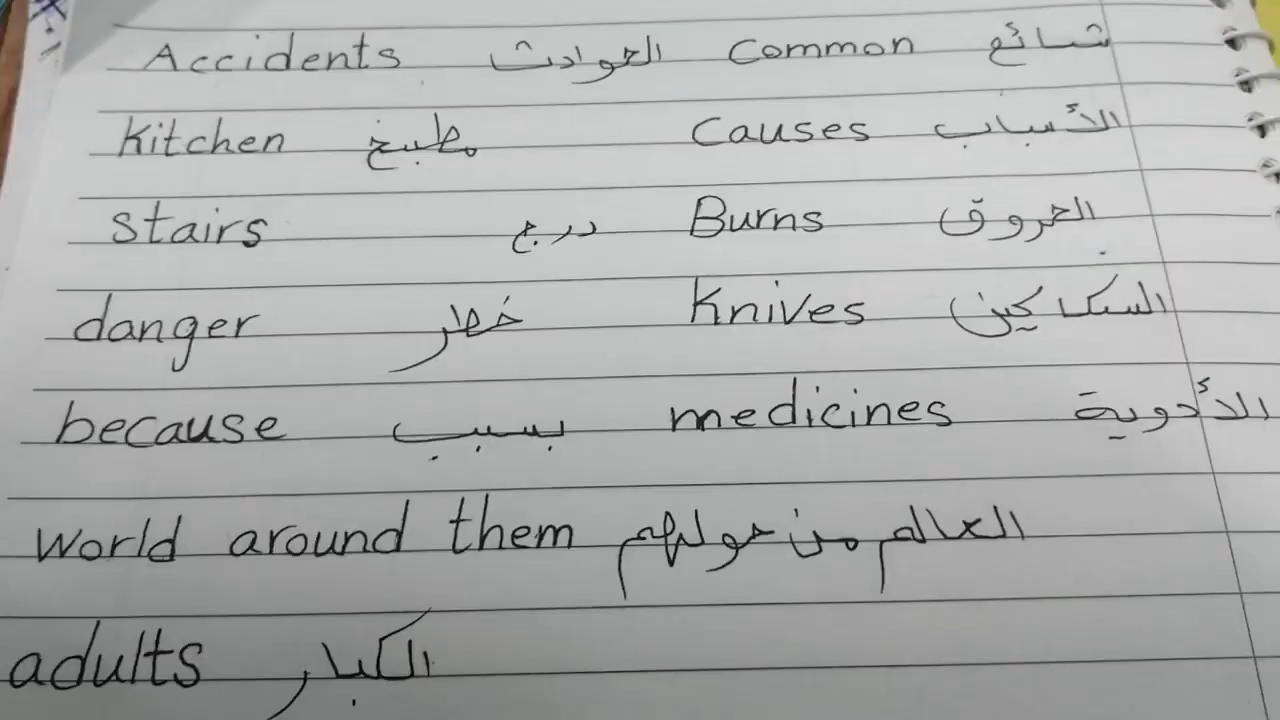 Accidents الحوادث Common شائع
Kitchen مطبخ Causes الأسباب
Stairs درج Burns الحروق
danger خطر Knives السكاكين
because بسبب medicines الأدوية
World around them العالم من حولهم
adults الكبار